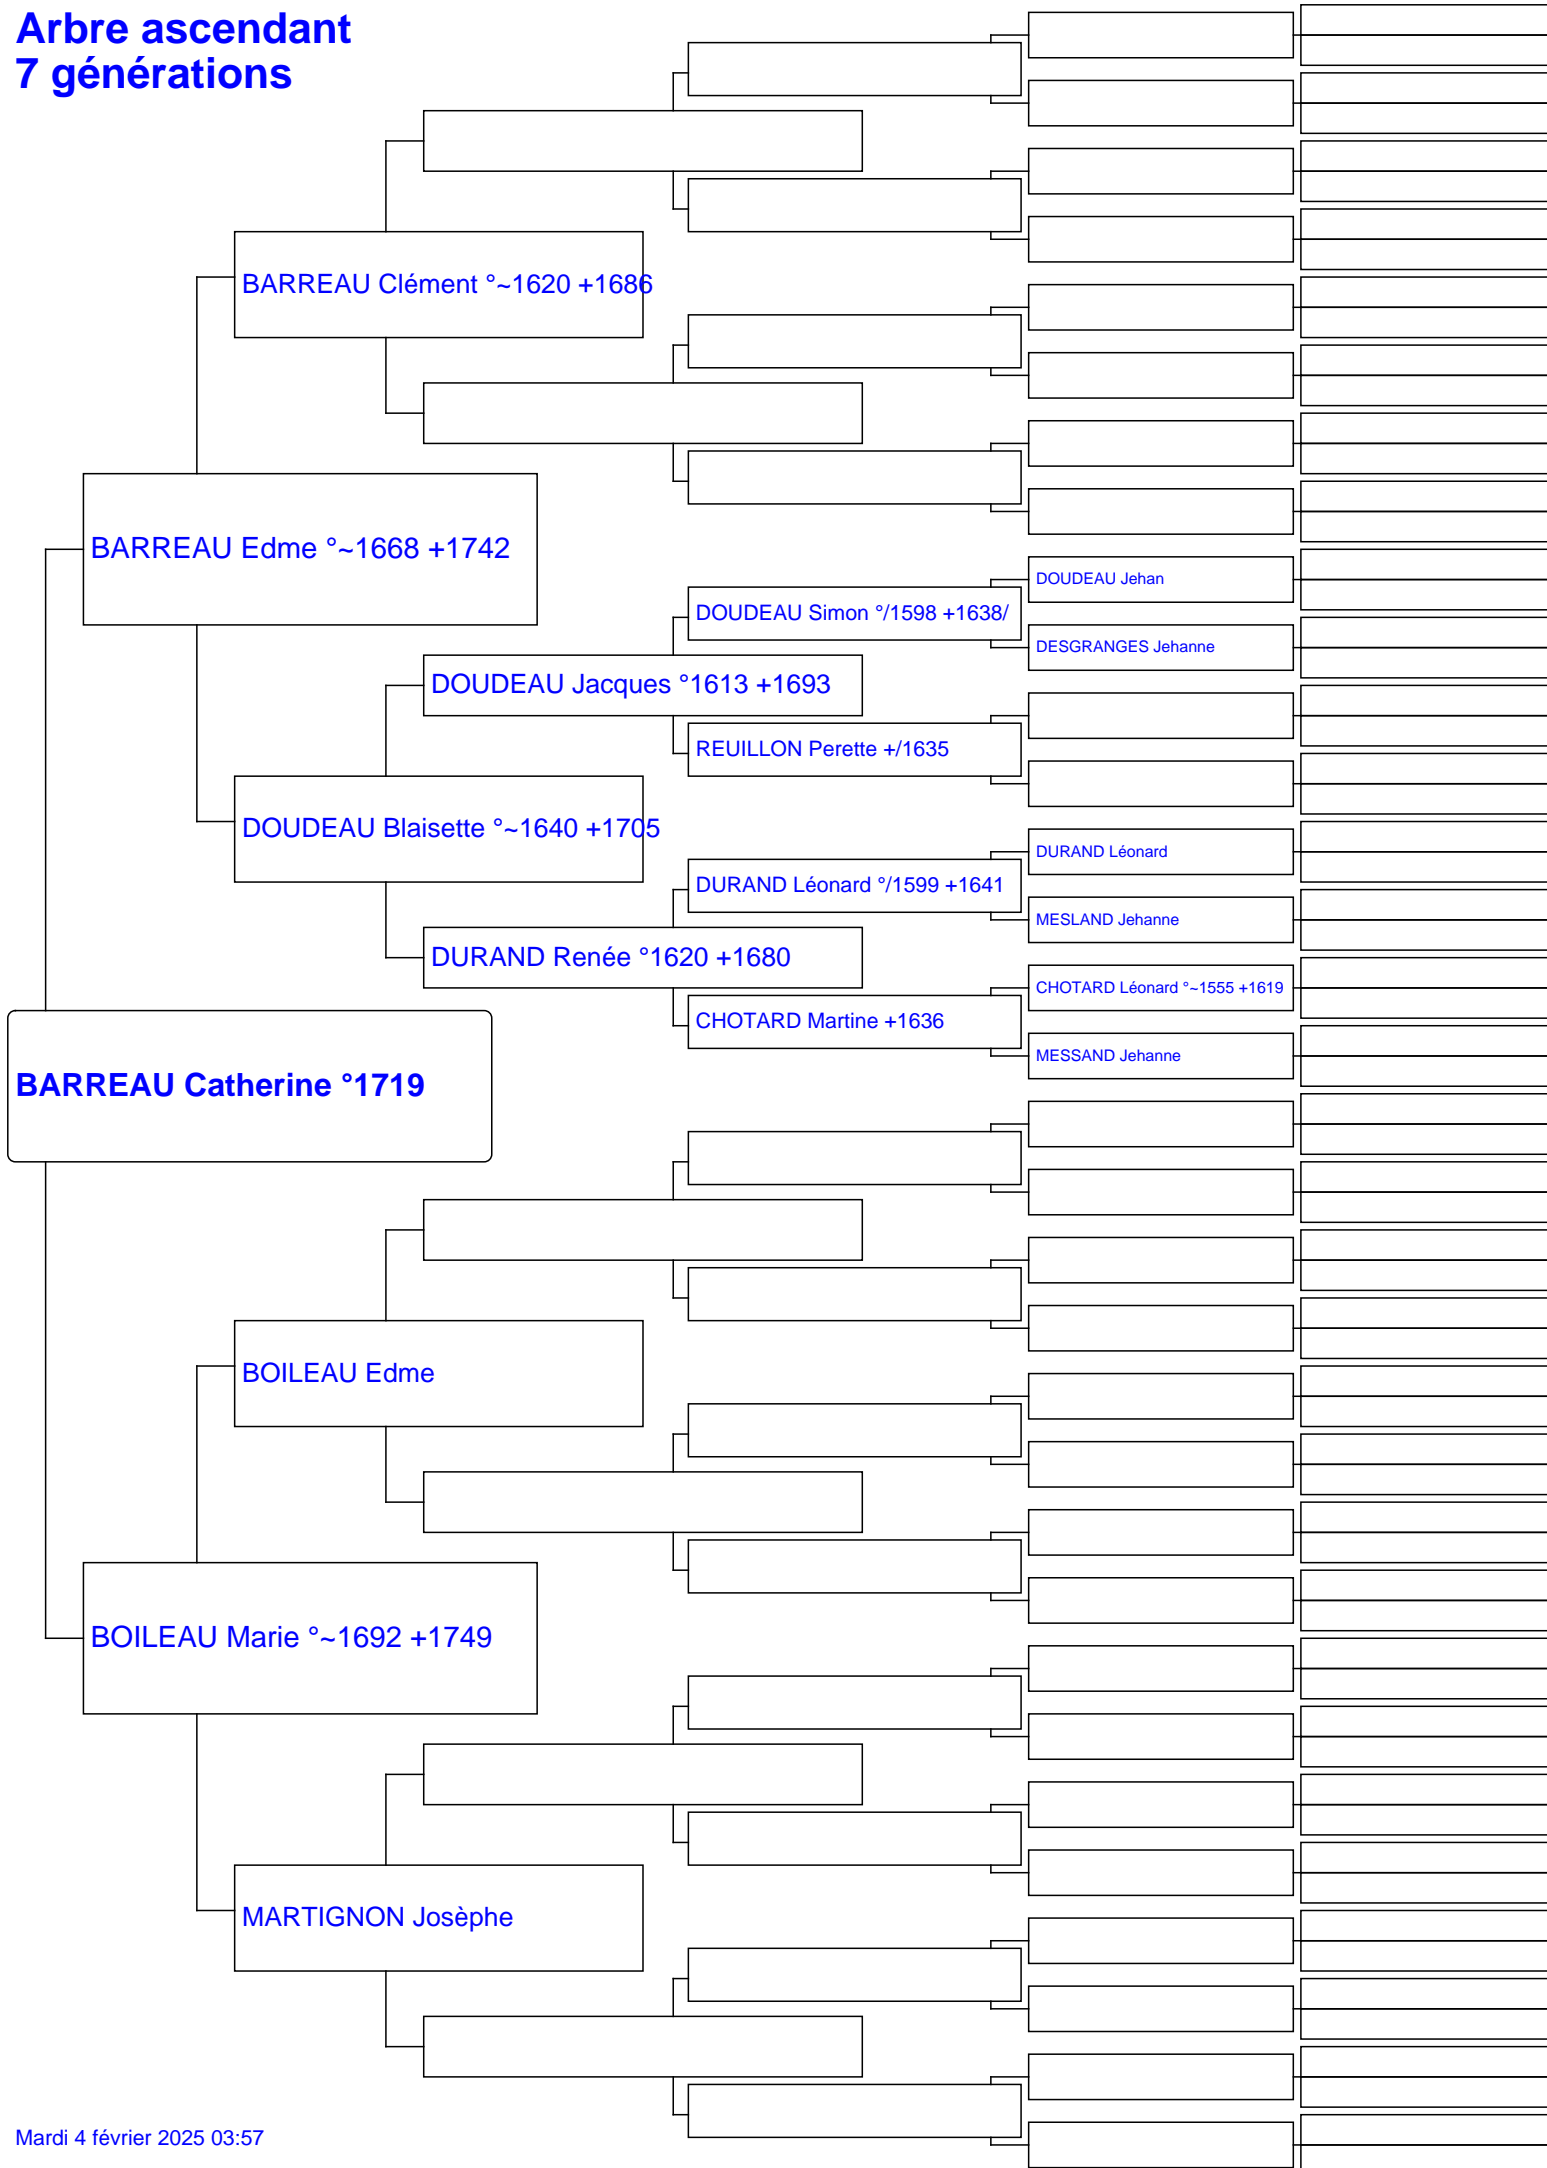 Arbre ascendant
7 générations
BARREAU Clément °~1620 +1686
BARREAU Edme °~1668 +1742
DOUDEAU Jehan
DOUDEAU Simon °/1598 +1638/
DESGRANGES Jehanne
DOUDEAU Jacques °1613 +1693
REUILLON Perette +/1635
DOUDEAU Blaisette °~1640 +1705
DURAND Léonard
DURAND Léonard °/1599 +1641
MESLAND Jehanne
DURAND Renée °1620 +1680
CHOTARD Léonard °~1555 +1619
CHOTARD Martine +1636
MESSAND Jehanne
BARREAU Catherine °1719
BOILEAU Edme
BOILEAU Marie °~1692 +1749
MARTIGNON Josèphe
Mardi 4 février 2025 03:57